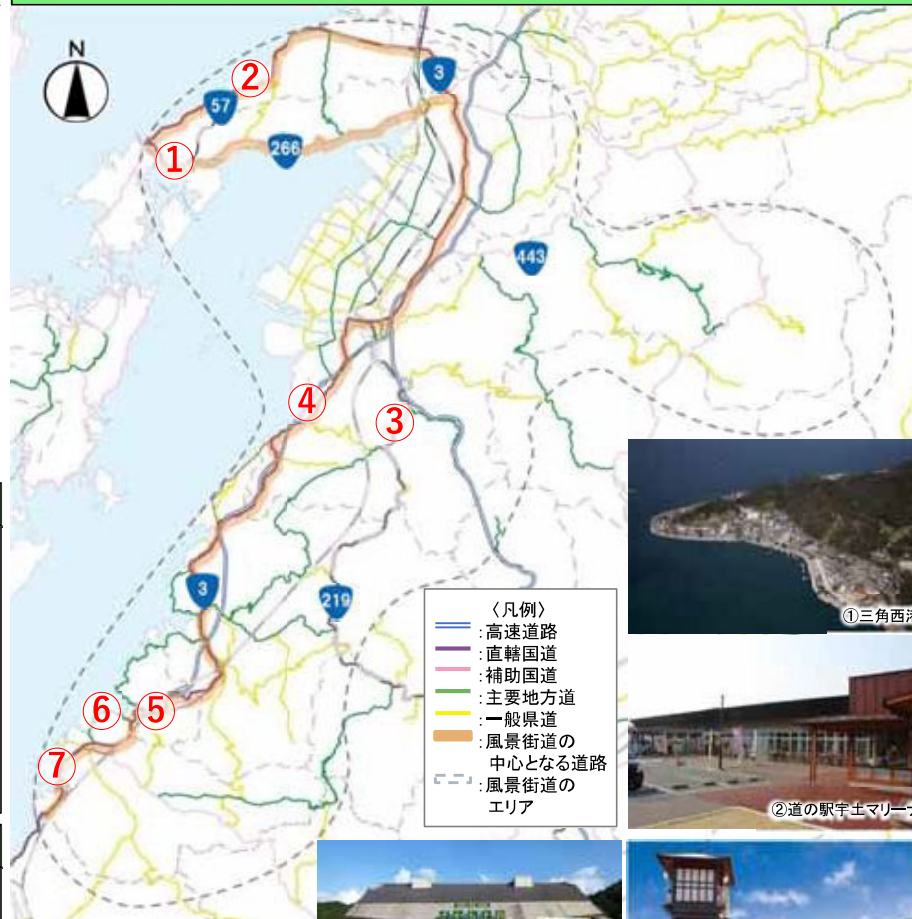 N
②
57
3
①
266
443
④
③
3
219
⑥
⑤
⑦
〈凡例〉
：高速道路
：直轄国道
：補助国道
：主要地方道
：一般県道
：風景街道の
中心となる道路
：風景街道の
エリア
①三角西港
②道の駅宇土マリーナ